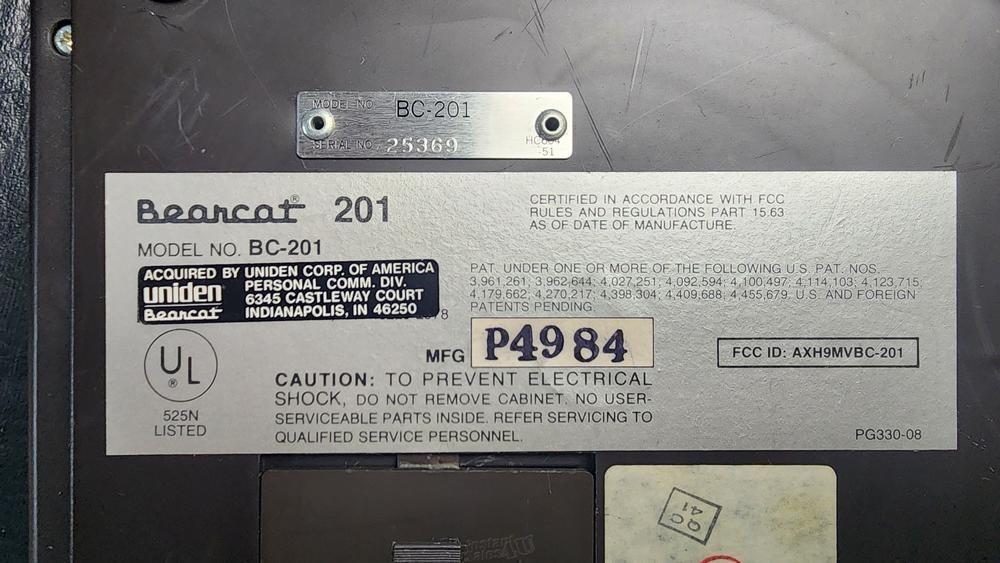 MODEL NO. BC-201
SERIAL NO. 25369
-51
Bearcat® 201
MODEL NO. BC-201
ACQUIRED BY UNIDEN CORP. OF AMERICA
uniden® PERSONAL COMM. DIV.
6345 CASTLEWAY COURT
Bearcat INDIANAPOLIS, IN 46250
UL
®
525N
LISTED
CERTIFIED IN ACCORDANCE WITH FCC
RULES AND REGULATIONS PART 15.63
AS OF DATE OF MANUFACTURE.
PAT. UNDER ONE OR MORE OF THE FOLLOWING U.S. PAT. NOS.
3,961,261; 3,962,644; 4,027,251; 4,092,594; 4,100,497; 4,114,103; 4,123,715;
4,179,662; 4,270,217; 4,398,304; 4,409,688; 4,455,679; U.S. AND FOREIGN
PATENTS PENDING.
MFG P4984
FCC ID: AXH9MVBC-201
CAUTION: TO PREVENT ELECTRICAL
SHOCK, DO NOT REMOVE CABINET. NO USER-
SERVICEABLE PARTS INSIDE. REFER SERVICING TO
QUALIFIED SERVICE PERSONNEL.
PG330-08
QC
41